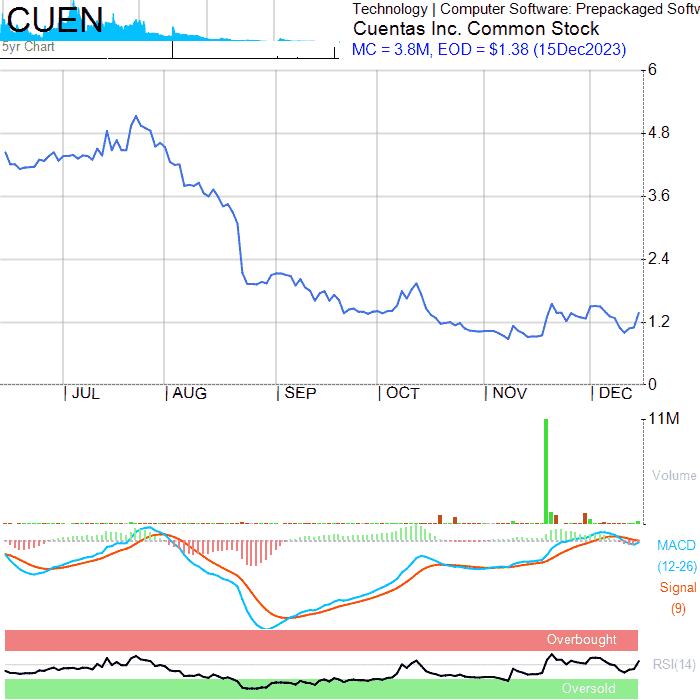 CUEN
5yr Chart
Technology | Computer Software: Prepackaged Softw
Cuentas Inc. Common Stock
MC = 3.8M, EOD = $1.38 (15Dec2023)
6
4.8
3.6
2.4
1.2
0
JUL
AUG
SEP
OCT
NOV
DEC
11M
Volume
MACD
(12-26)
Signal
(9)
Overbought
RSI(14)
Oversold